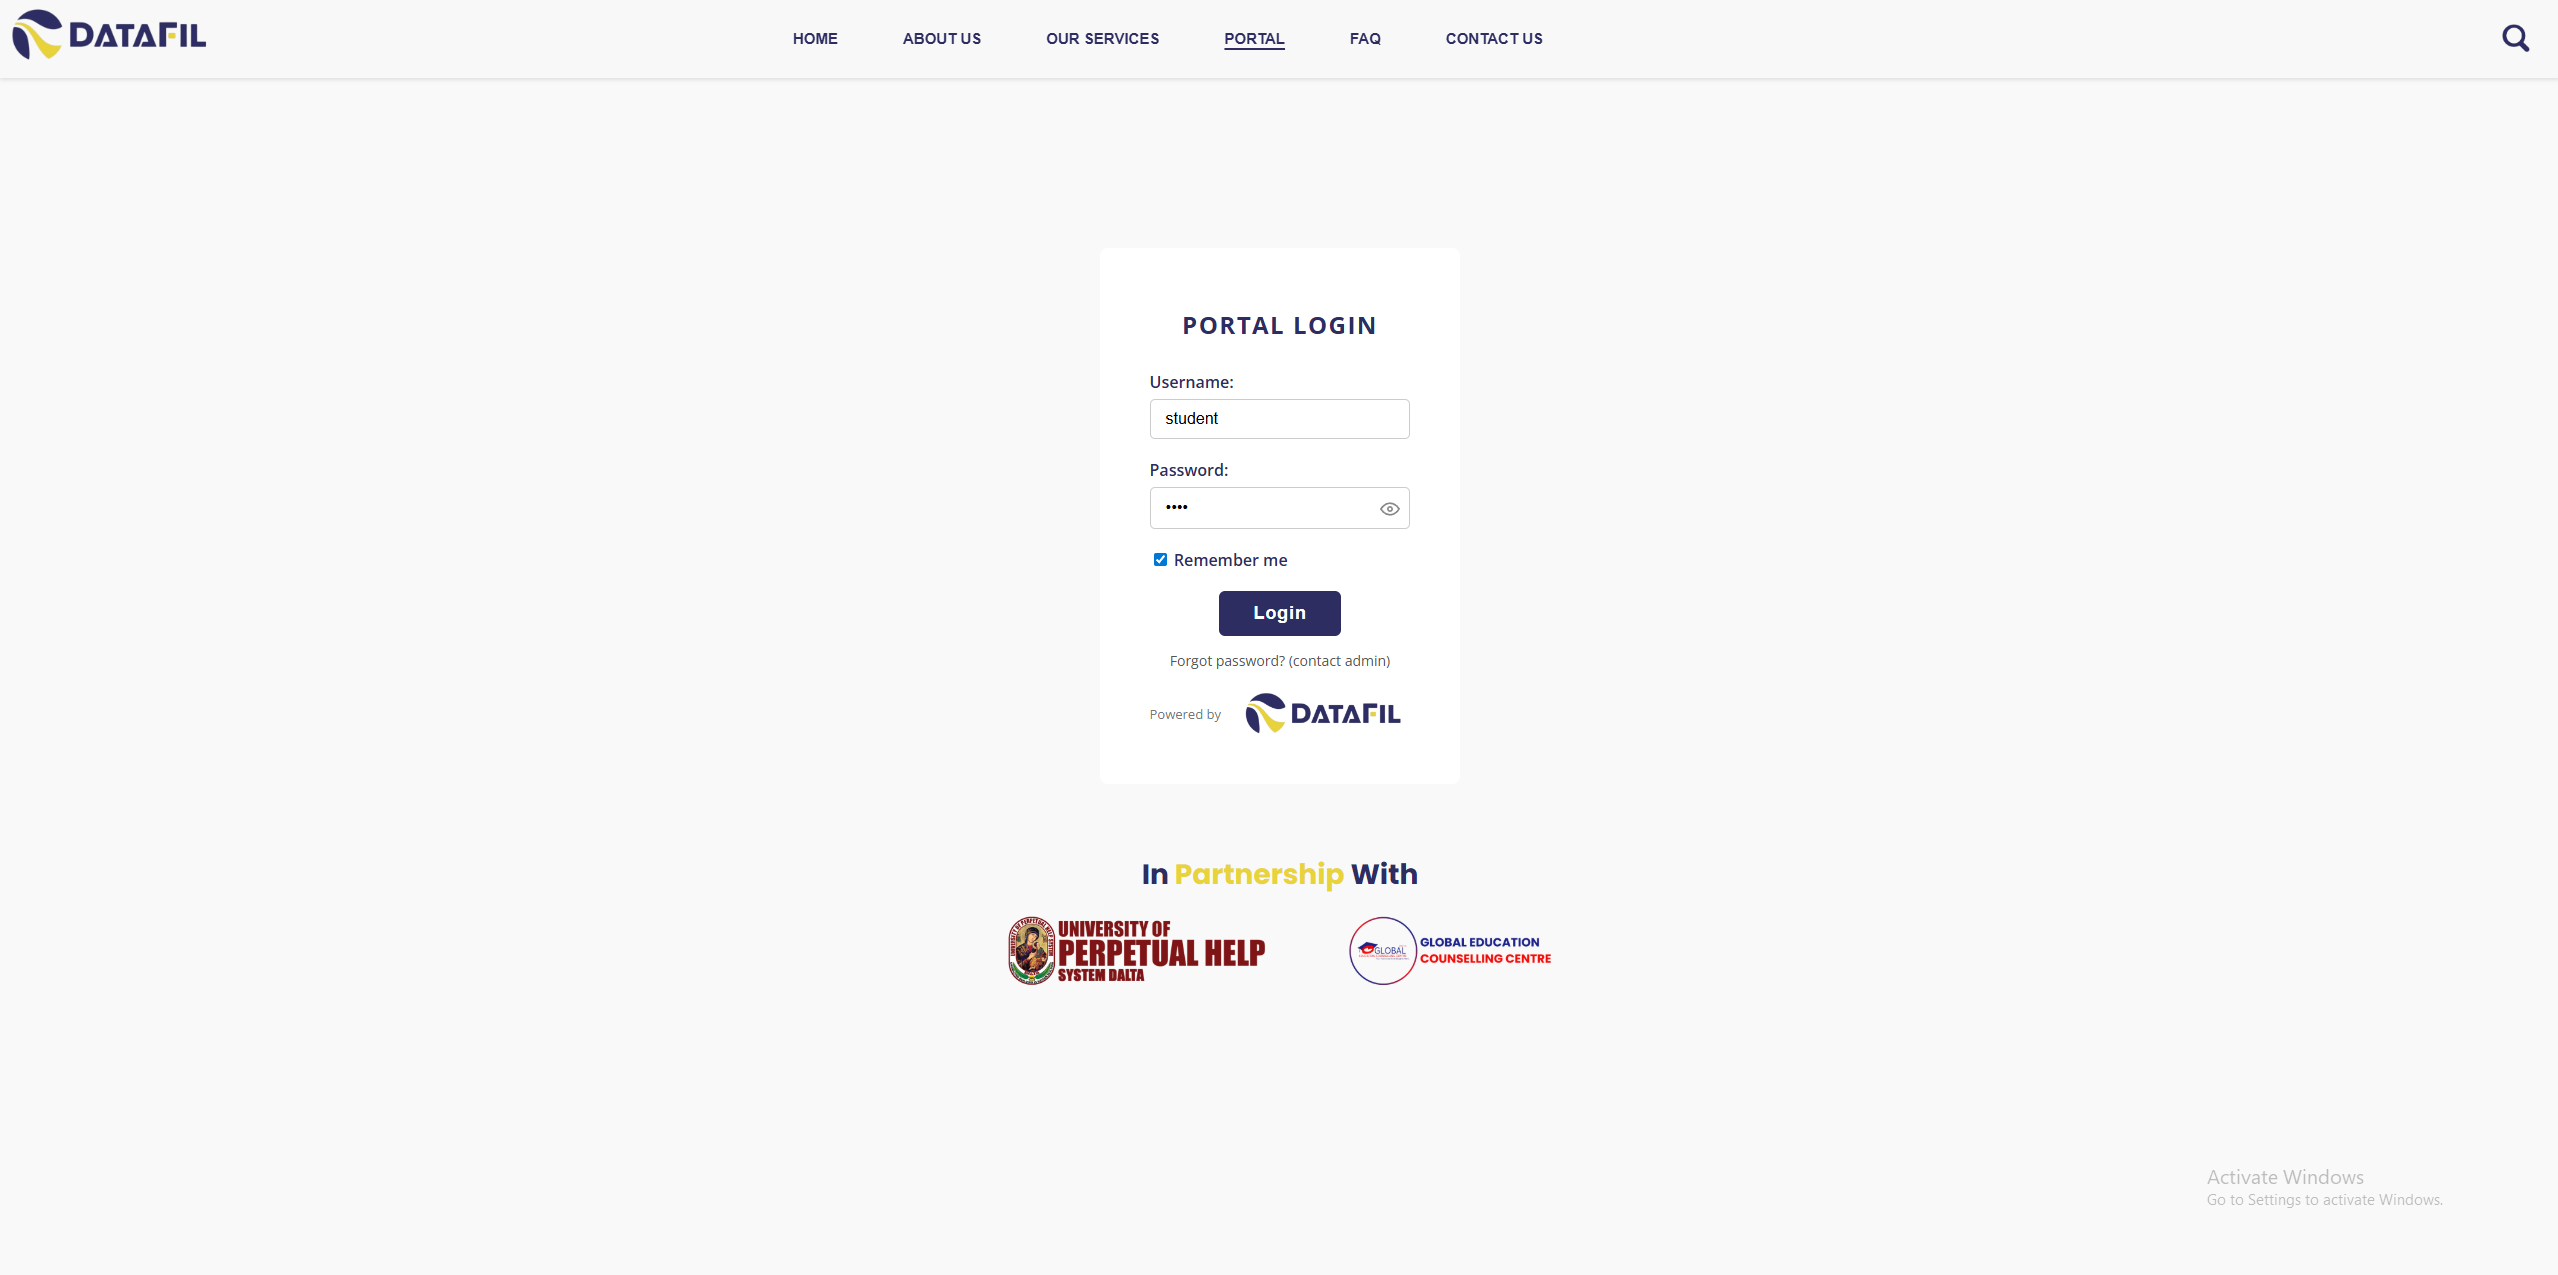 DATAFIL
HOME
ABOUT US
OUR SERVICES
PORTAL
FAQ
CONTACT US
PORTAL LOGIN
Username:
student
Password:
••••
Remember me
Login
Forgot password? (contact admin)
Powered by
DATAFIL
In Partnership With
UNIVERSITY OF
PERPETUAL HELP
SYSTEM DALTA
GLOBAL
GLOBAL EDUCATION
COUNSELLING CENTRE
Activate Windows
Go to Settings to activate Windows.